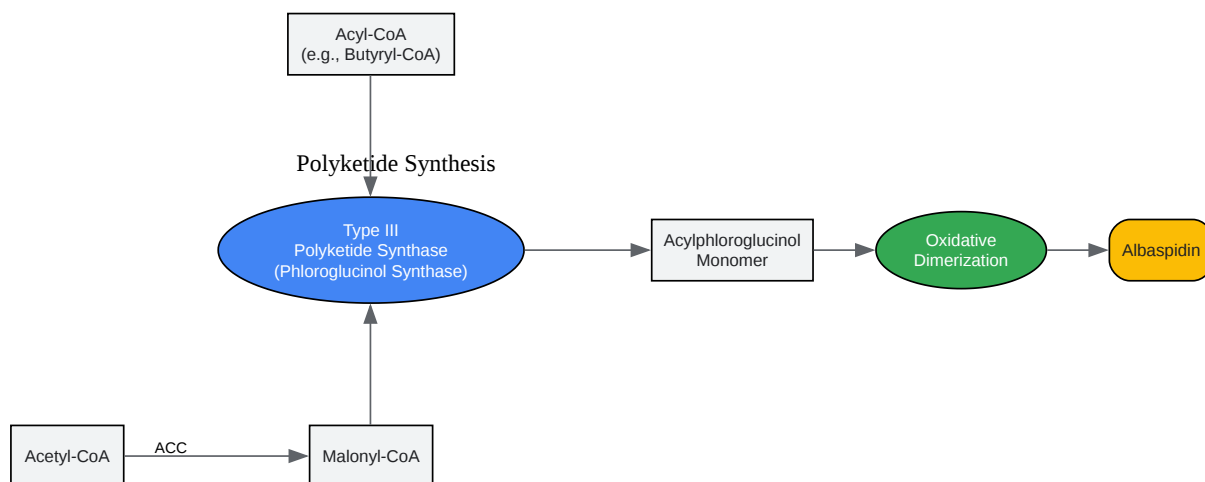 Acyl-CoA
(e.g., Butyryl-CoA)
Polyketide Synthesis
Type III
Polyketide Synthase
(Phloroglucinol Synthase)
Acylphloroglucinol
Monomer
Oxidative
Dimerization
Albaspidin
Acetyl-CoA
ACC
Malonyl-CoA